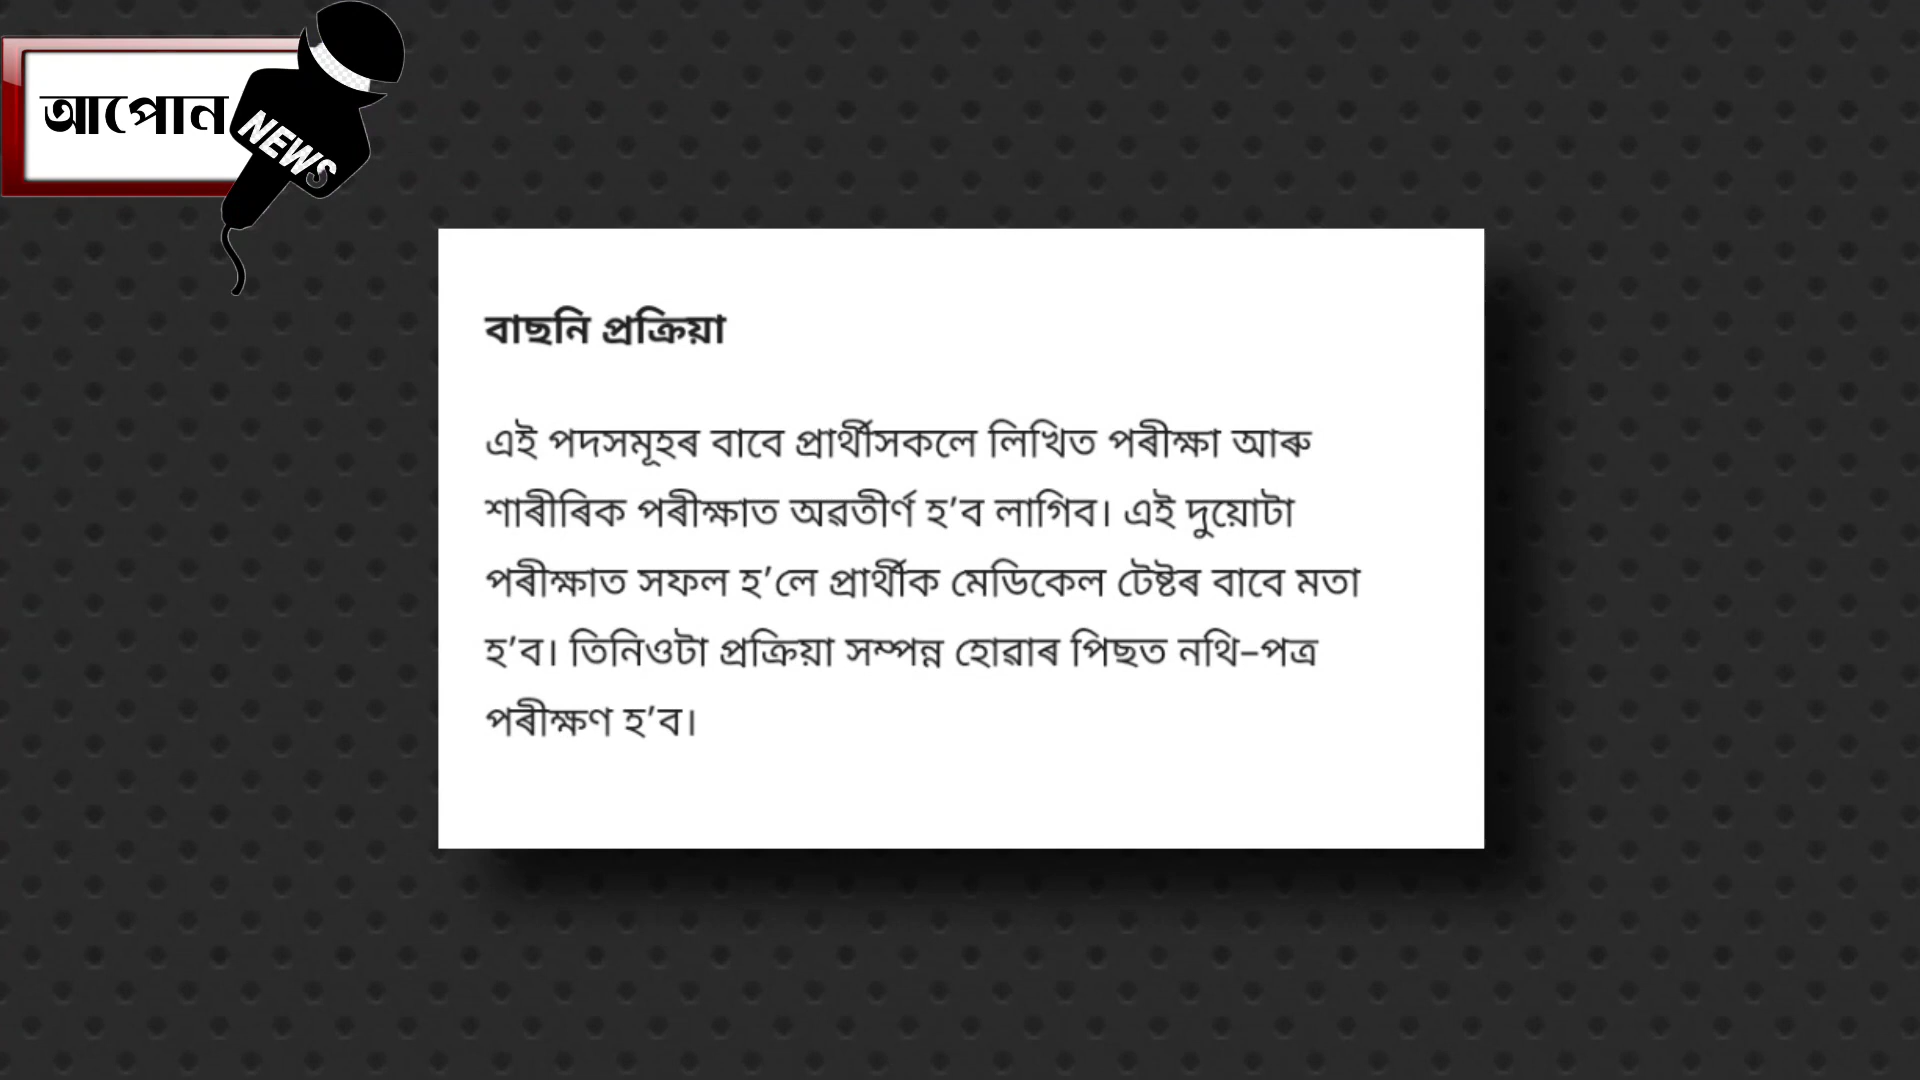 আপোন
NEWS
বাছনি প্ৰক্ৰিয়া
এই পদসমূহৰ বাবে প্ৰাৰ্থীসকলে লিখিত পৰীক্ষা আৰু
শাৰীৰিক পৰীক্ষাত অৱতীৰ্ণ হ’ব লাগিব। এই দুয়োটা
পৰীক্ষাত সফল হ’লে প্ৰাৰ্থীক মেডিকেল টেষ্টৰ বাবে মতা
হ’ব। তিনিওটা প্ৰক্ৰিয়া সম্পন্ন হোৱাৰ পিছত নথি–পত্ৰ
পৰীক্ষণ হ’ব।